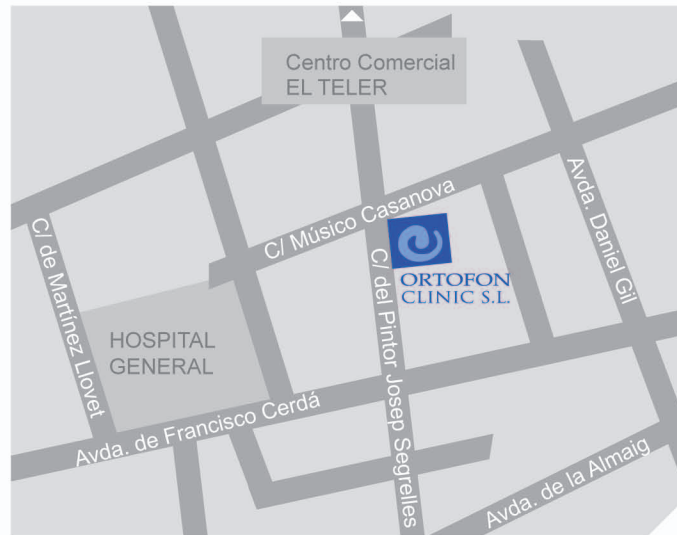 Centro Comercial
EL TELER
C/ Músico Casanova
Avda. Daniel Gil
C/ de Martínez Llovet
ORTOFON
CLINIC S.L.
C/ del Pintor Josep Segrelles
HOSPITAL
GENERAL
Avda. de Francisco Cerdá
Avda. de la Almaig